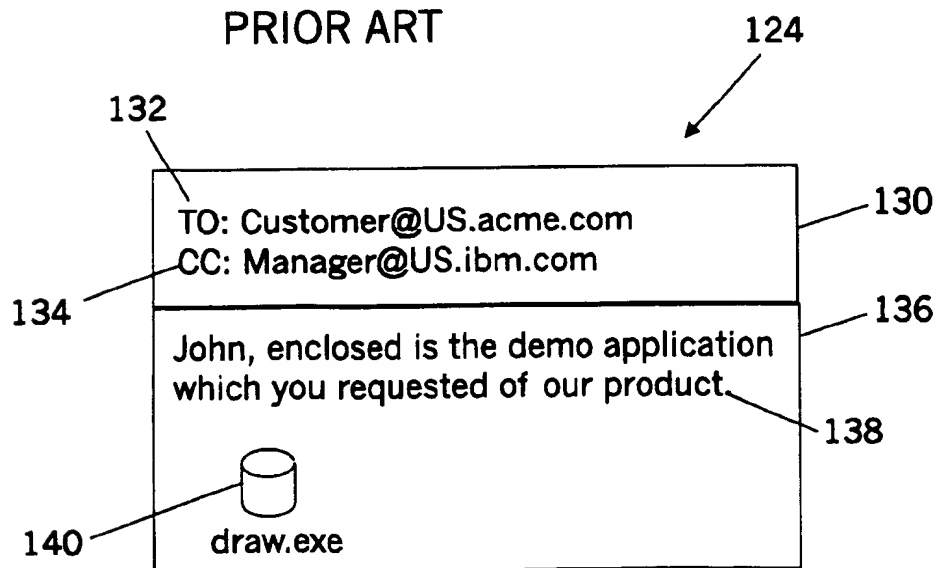 PRIOR ART
124
132
TO: Customer@US.acme.com
130
CC: Manager@US.ibm.com
134
136
John, enclosed is the demo application
which you requested of our product.
138
140
draw.exe